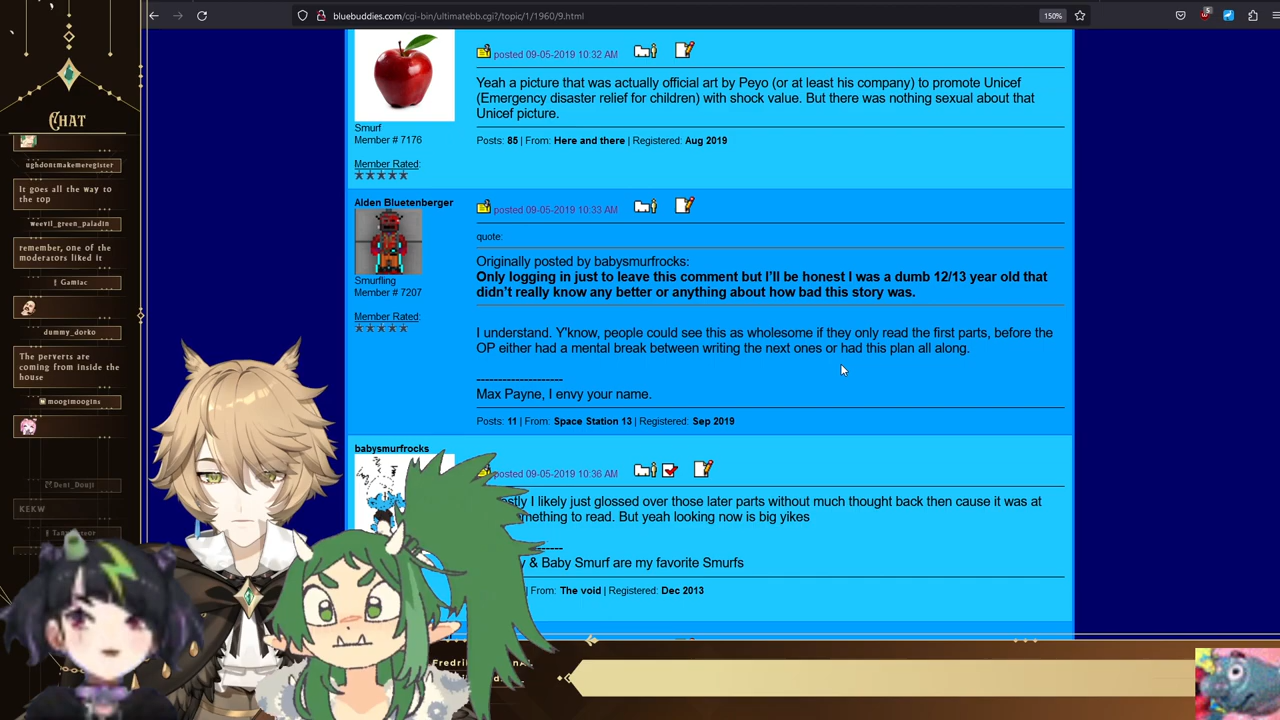 bluebuddies.com/cgi-bin/ultimatebb.cgi?/topic/1/1960/9.html
150%
5
CHAT
ughdontmakemeregister
It goes all the way to
the top
weevil_green_paladin
remember, one of the
moderators liked it
Gamiac
dummy_dorko
The perverts are
coming from inside the
house
moogimoogins
Deni_Douji
KEKW
posted 09-05-2019 10:32 AM
Yeah a picture that was actually official art by Peyo (or at least his company) to promote Unicef
(Emergency disaster relief for children) with shock value. But there was nothing sexual about that
Unicef picture.
Smurf
Member # 7176
Posts: 85 | From: Here and there | Registered: Aug 2019
Member Rated:
Aiden Bluetenberger
posted 09-05-2019 10:33 AM
quote:
Originally posted by babysmurfrocks:
Only logging in just to leave this comment but I'll be honest I was a dumb 12/13 year old that
didn't really know any better or anything about how bad this story was.
Smurfling
Member # 7207
Member Rated:
I understand. Y'know, people could see this as wholesome if they only read the first parts, before the
OP either had a mental break between writing the next ones or had this plan all along.
--------------------
Max Payne, I envy your name.
Posts: 11 | From: Space Station 13 | Registered: Sep 2019
babysmurfrocks
posted 09-05-2019 10:36 AM
I likely just glossed over those later parts without much thought back then cause it was at
to read. But yeah looking now is big yikes
& Baby Smurf are my favorite Smurfs
| From: The void | Registered: Dec 2013